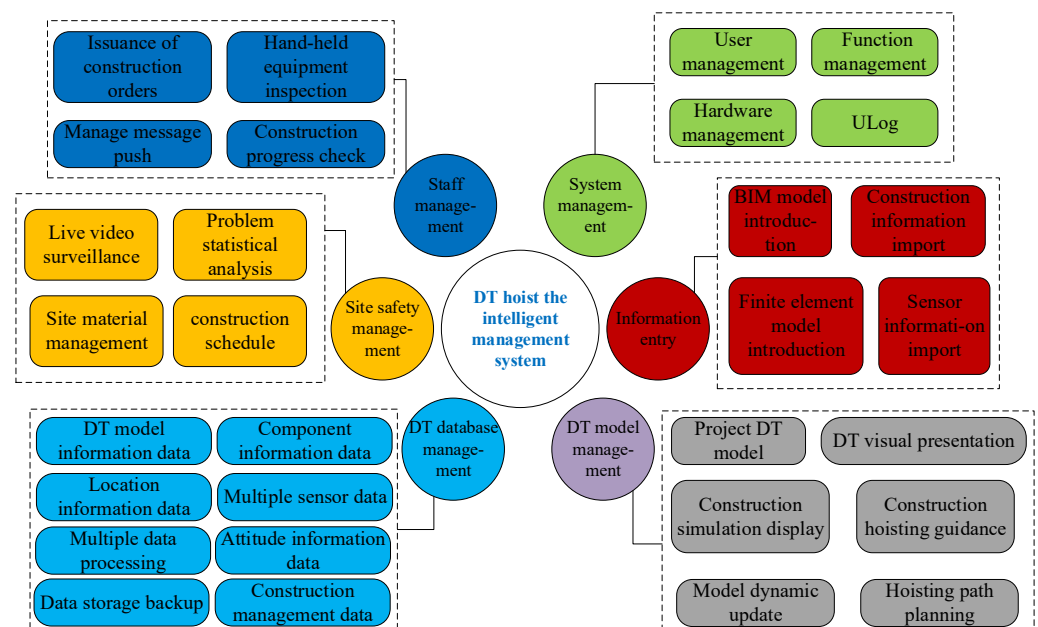 Issuance of
construction
orders
Hand-held
equipment
inspection
Manage message
push
Construction
progress check
User
management
Function
management
Hardware
management
ULog
Staff
manage-
ment
System
managem-
ent
Live video
surveillance
Problem
statistical
analysis
Site material
management
construction
schedule
Site safety
manage-
ment
DT hoist the
intelligent
management
system
Information
entry
BIM model
introduc-
tion
Construction
information
import
Finite element
model
introduction
Sensor
informati-on
import
DT model
information data
Component
information data
Location
information data
Multiple sensor data
Multiple data
processing
Attitude information
data
Data storage backup
Construction
management data
DT database
manage-
ment
DT model
manage-
ment
Project DT
model
DT visual presentation
Construction
simulation display
Construction
hoisting guidance
Model dynamic
update
Hoisting path
planning